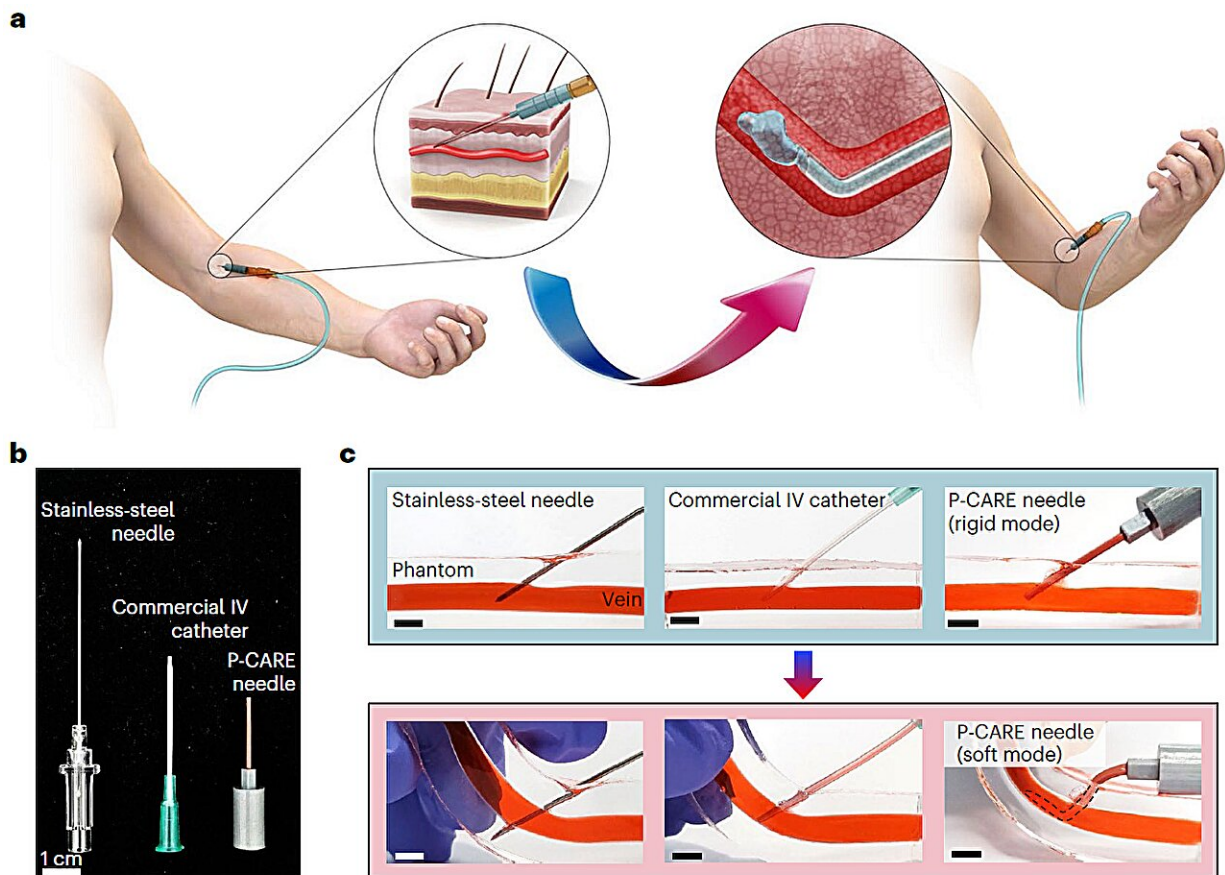 a
b
Stainless-steel
needle
Commercial IV
catheter
P-CARE
needle
1 cm
c
Stainless-steel needle
Phantom
Vein
Commercial IV catheter
P-CARE needle
(rigid mode)
P-CARE needle
(soft mode)